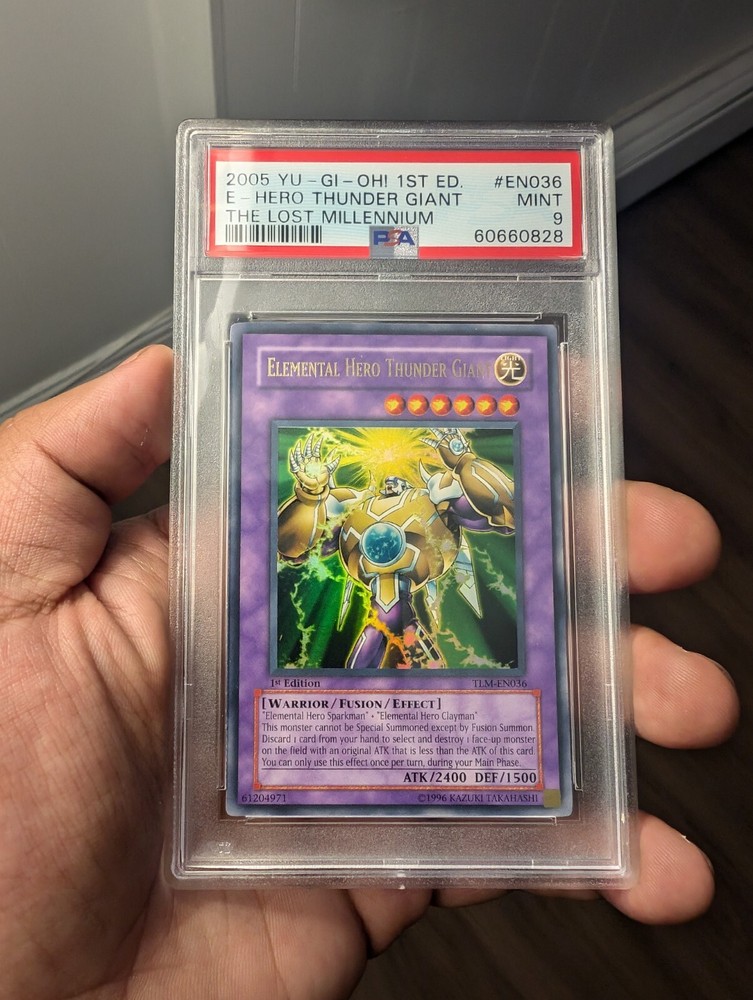 2005 YU-GI-OH! 1ST ED. #EN036
E-HERO THUNDER GIANT MINT
THE LOST MILLENNIUM 9
PSA 60660828
ELEMENTAL HERO THUNDER GIANT
LIGHT
光
1st Edition TLM-EN036
[WARRIOR/FUSION/EFFECT]
"Elemental Hero Sparkman" + "Elemental Hero Clayman"
This monster cannot be Special Summoned except by Fusion Summon.
Discard 1 card from your hand to select and destroy 1 face-up monster
on the field with an original ATK that is less than the ATK of this card.
You can only use this effect once per turn, during your Main Phase.
ATK/2400 DEF/1500
61204971 ©1996 KAZUKI TAKAHASHI